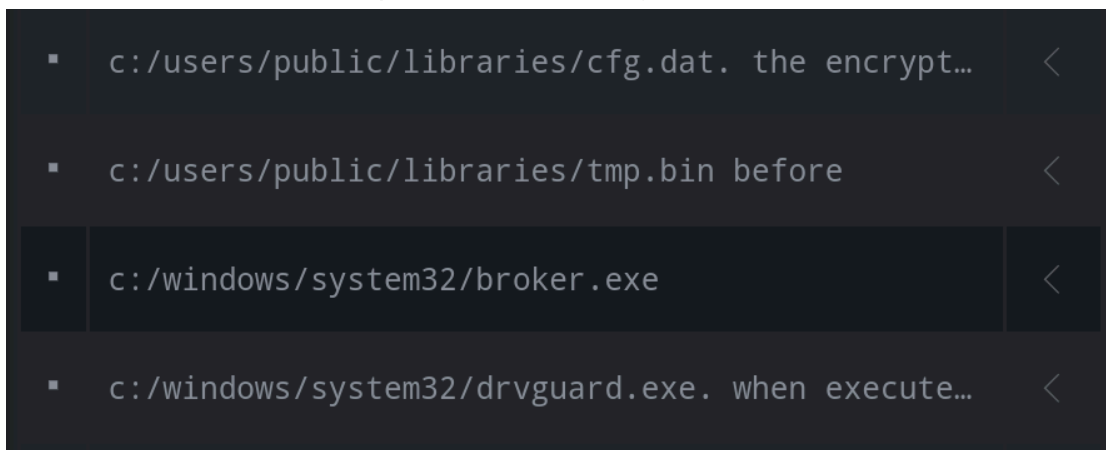 c:/users/public/libraries/cfg.dat. the encrypt…
c:/users/public/libraries/tmp.bin before
c:/windows/system32/broker.exe
c:/windows/system32/drvguard.exe. when execute…